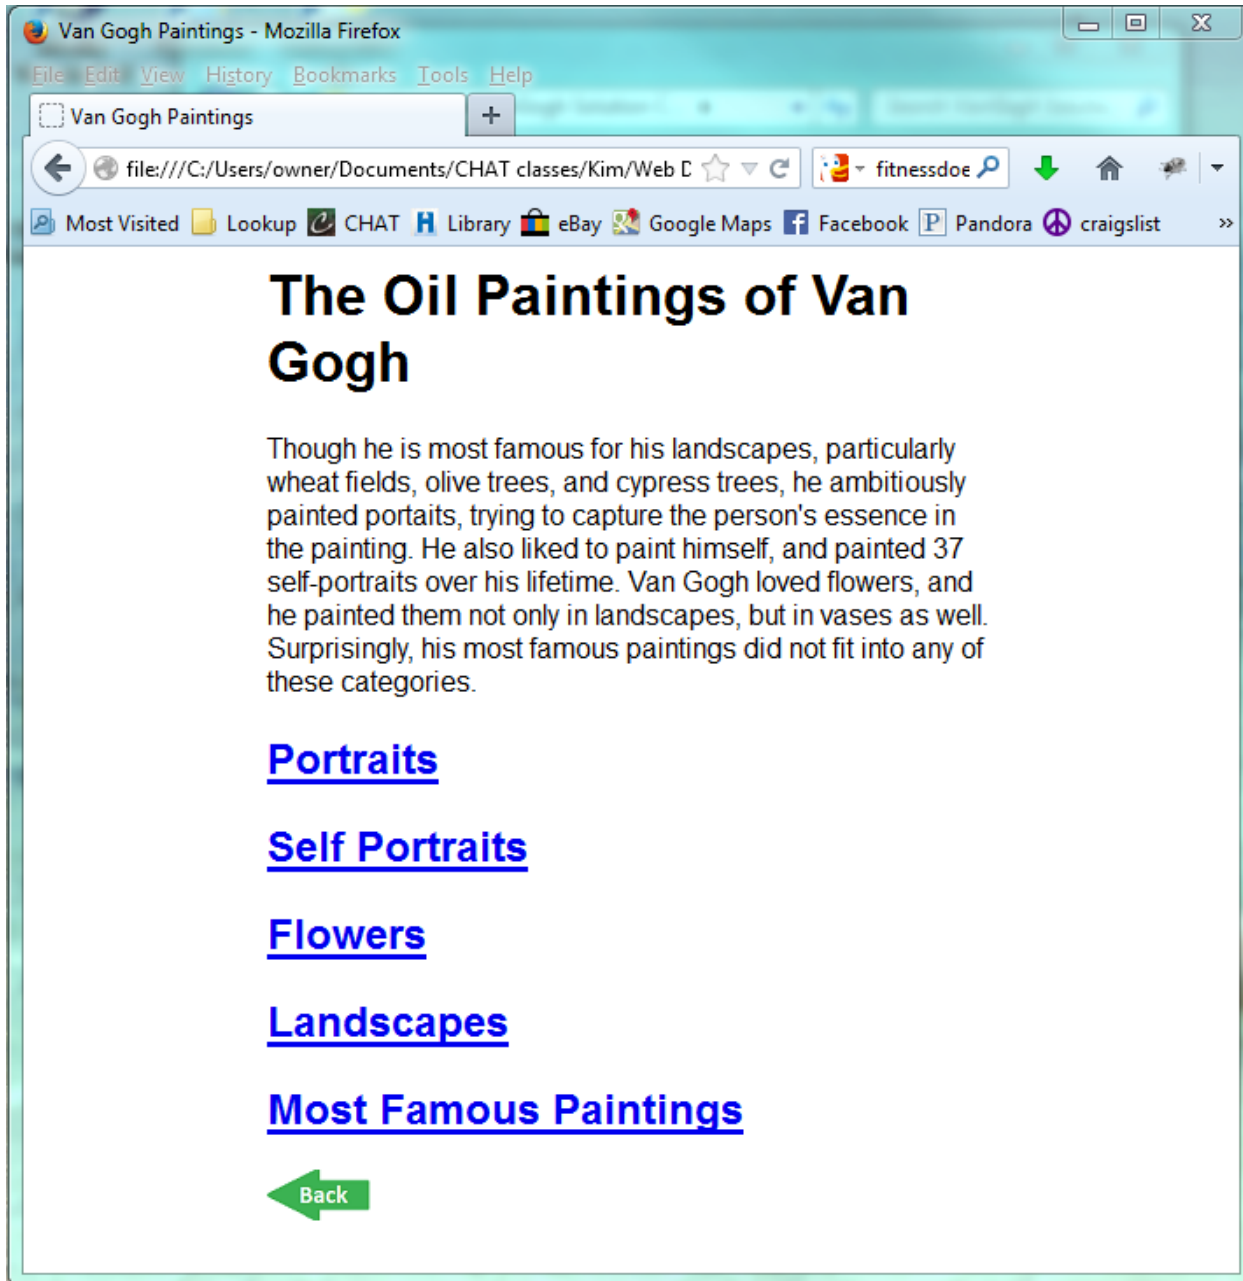 Van Gogh Paintings - Mozilla Firefox
File Edit View History Bookmarks Tools Help
Van Gogh Paintings
file:///C:/Users/owner/Documents/CHAT classes/Kim/Web D
fitnessdoe
Most Visited Lookup CHAT Library eBay Google Maps Facebook Pandora craigslist
The Oil Paintings of Van
Gogh
Though he is most famous for his landscapes, particularly
wheat fields, olive trees, and cypress trees, he ambitiously
painted portaits, trying to capture the person's essence in
the painting. He also liked to paint himself, and painted 37
self-portraits over his lifetime. Van Gogh loved flowers, and
he painted them not only in landscapes, but in vases as well.
Surprisingly, his most famous paintings did not fit into any of
these categories.
Portraits
Self Portraits
Flowers
Landscapes
Most Famous Paintings
Back